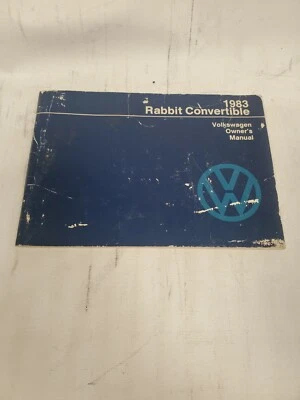 1983
Rabbit Convertible
Volkswagen
Owner's
Manual